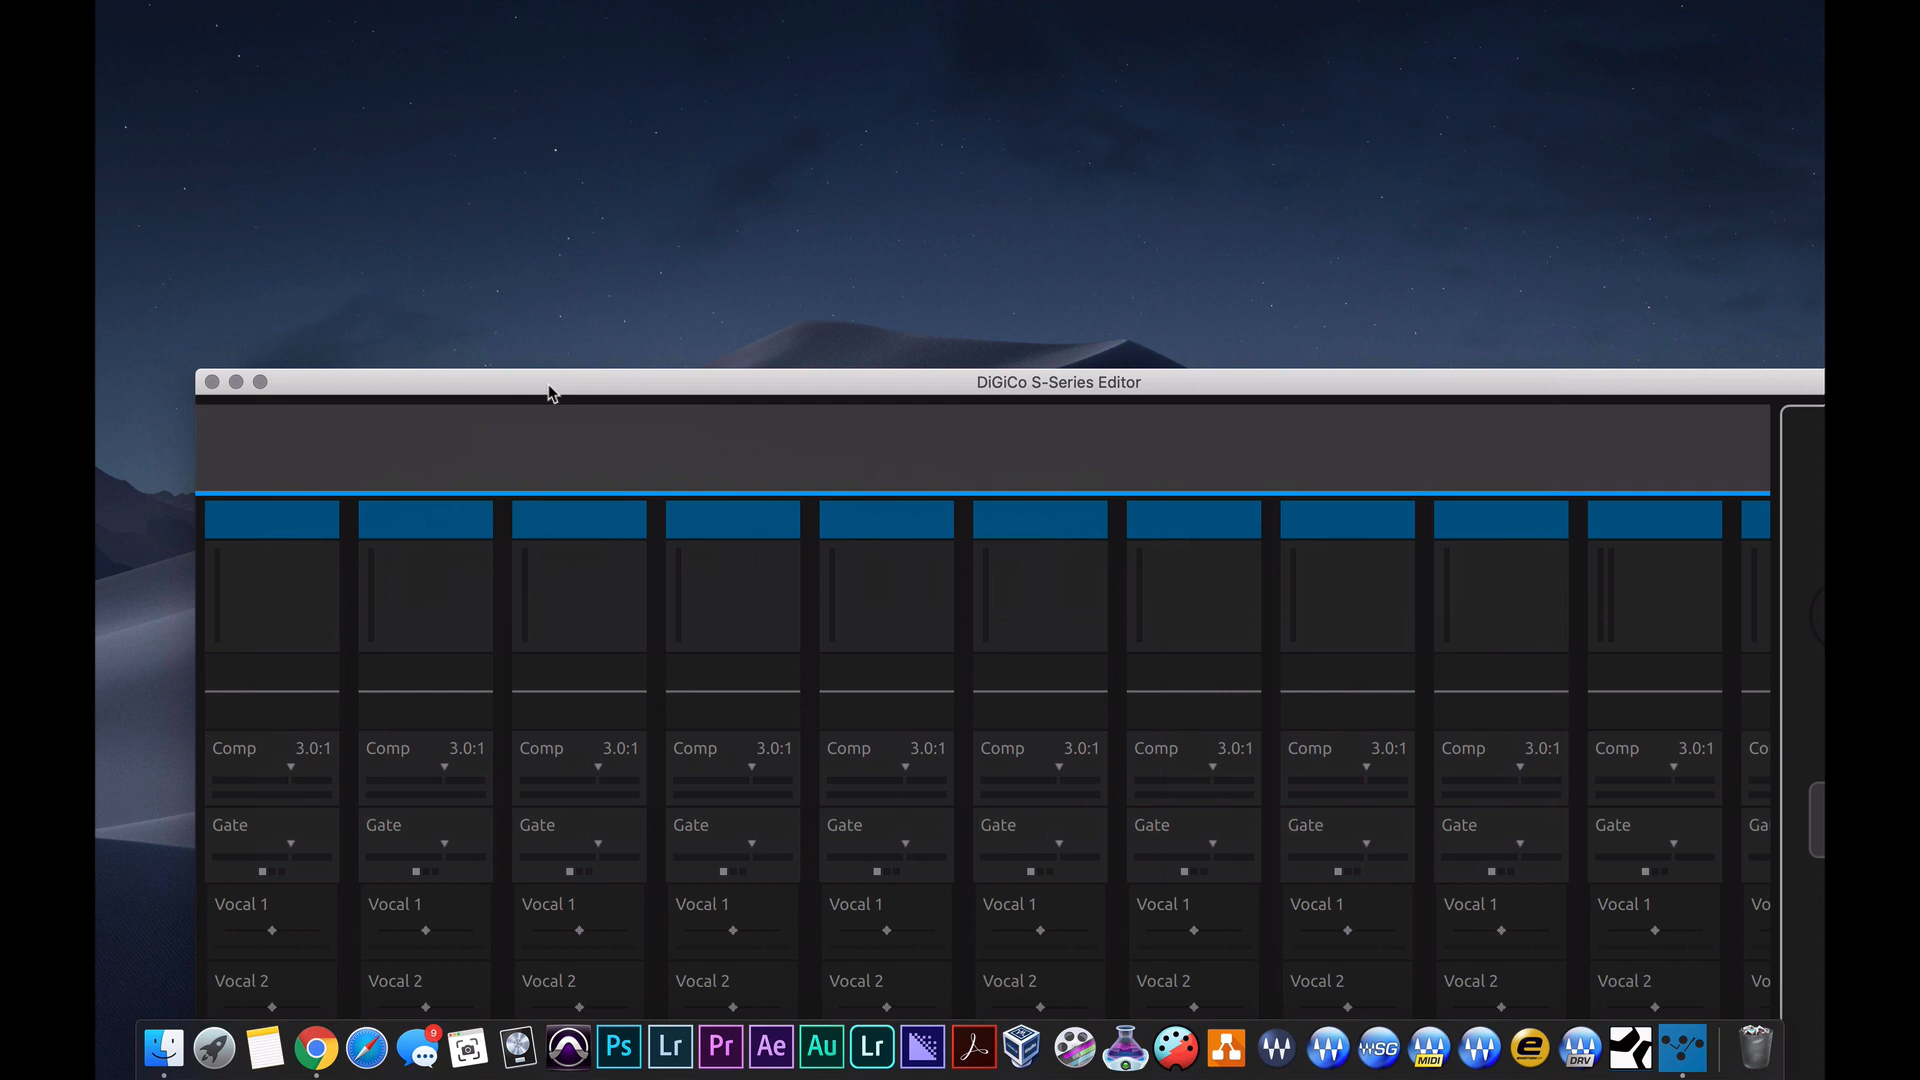 DiGiCo S-Series Editor
Comp 3.0:1 Comp 3.0:1 Comp 3.0:1 Comp 3.0:1 Comp 3.0:1 Comp 3.0:1 Comp 3.0:1 Comp 3.0:1 Comp 3.0:1 Comp 3.0:1 Co
Gate Gate Gate Gate Gate Gate Gate Gate Gate Gate Ga
Vocal 1 Vocal 1 Vocal 1 Vocal 1 Vocal 1 Vocal 1 Vocal 1 Vocal 1 Vocal 1 Vocal 1 Vo
Vocal 2 Vocal 2 Vocal 2 Vocal 2 Vocal 2 Vocal 2 Vocal 2 Vocal 2 Vocal 2 Vocal 2 Vo
9 Ps Lr Pr Ae Au Lr W W WSG W MIDI W e W DRV